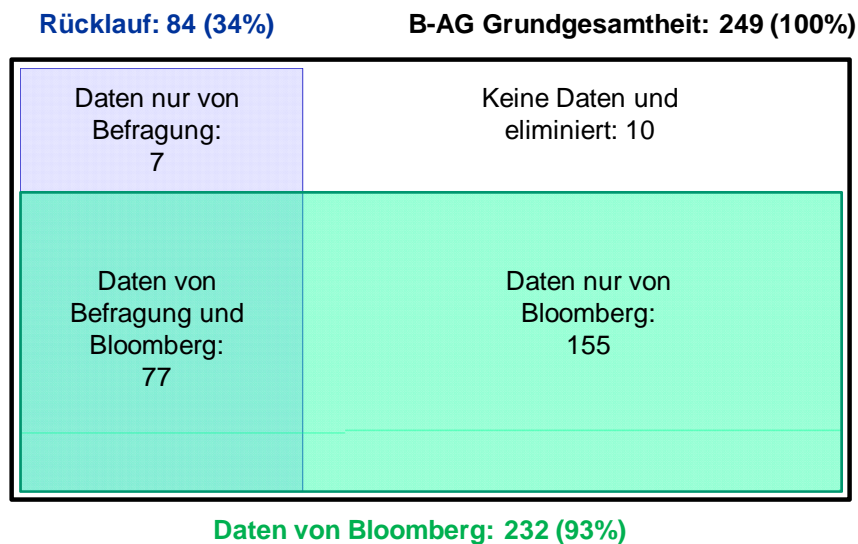 Rücklauf: 84 (34%)
B-AG Grundgesamtheit: 249 (100%)
Daten nur von
Befragung:
7
Keine Daten und
eliminiert: 10
Daten von
Befragung und
Bloomberg:
77
Daten nur von
Bloomberg:
155
Daten von Bloomberg: 232 (93%)